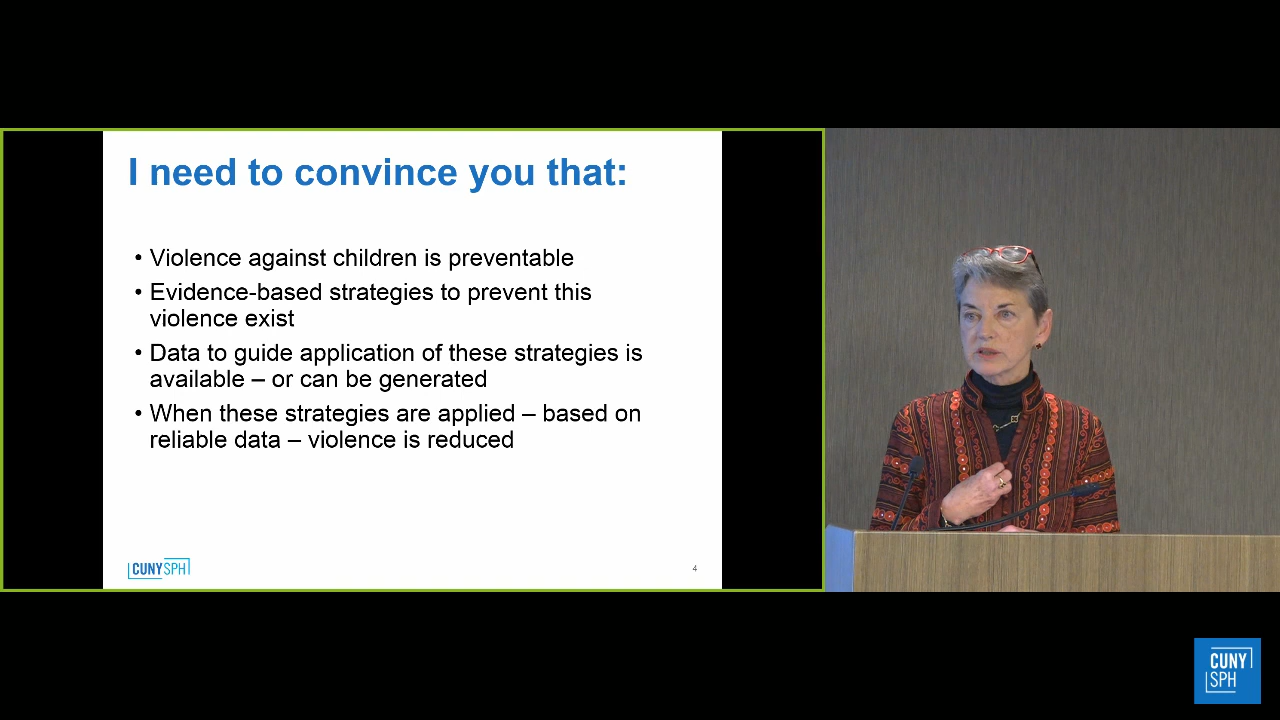 I need to convince you that:
• Violence against children is preventable
• Evidence-based strategies to prevent this
violence exist
• Data to guide application of these strategies is
available – or can be generated
• When these strategies are applied – based on
reliable data – violence is reduced
CUNY SPH
4
CUNY
SPH